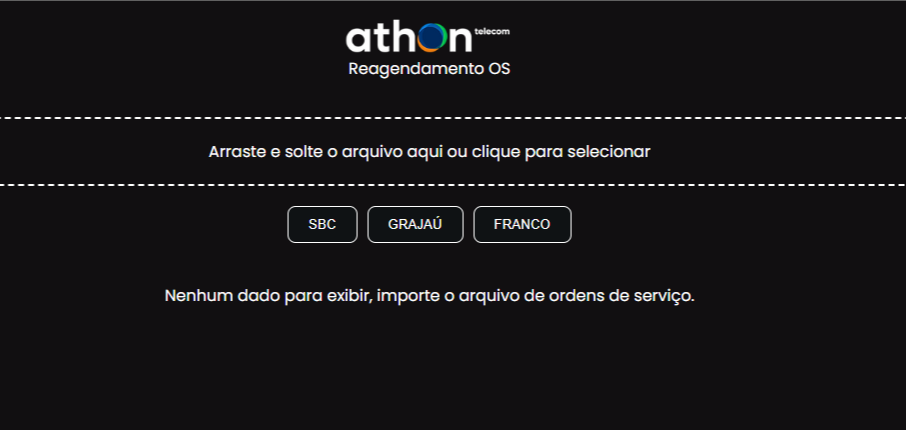 athon telecom
Reagendamento OS
Arraste e solte o arquivo aqui ou clique para selecionar
SBC GRAJAÚ FRANCO
Nenhum dado para exibir, importe o arquivo de ordens de serviço.